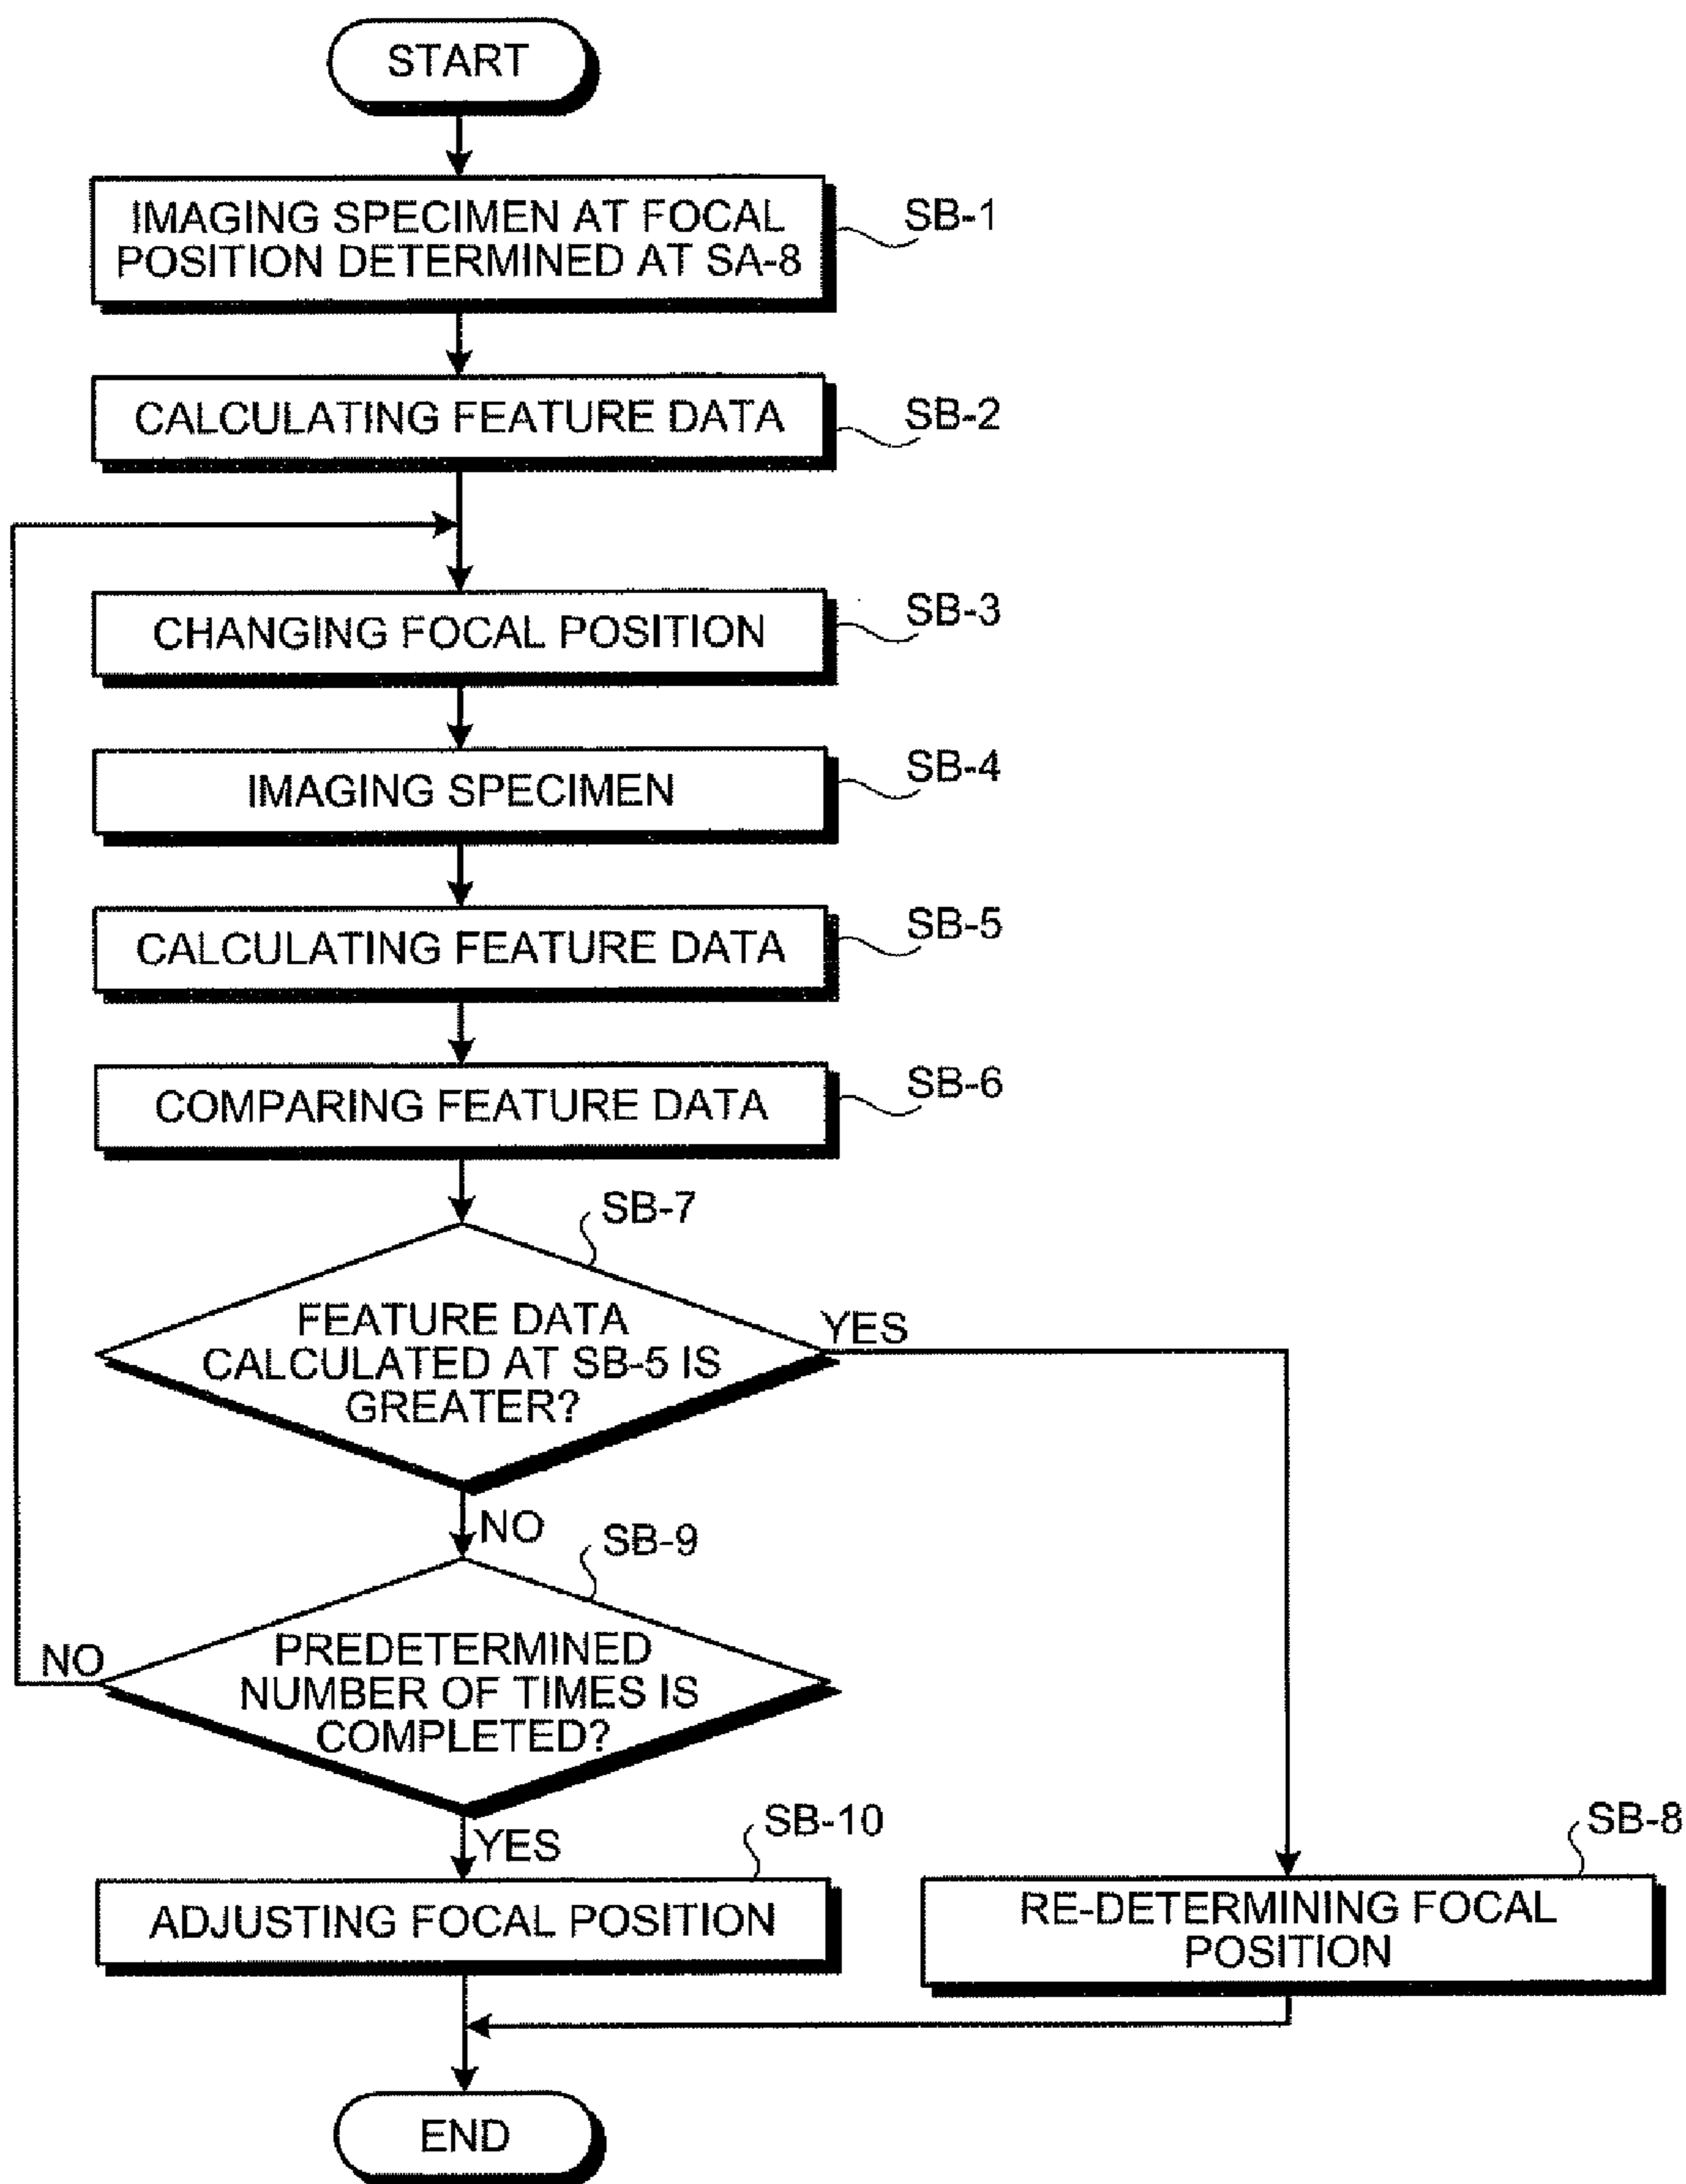 START
IMAGING SPECIMEN AT FOCAL
POSITION DETERMINED AT SA-8
SB-1
CALCULATING FEATURE DATA
SB-2
CHANGING FOCAL POSITION
SB-3
IMAGING SPECIMEN
SB-4
CALCULATING FEATURE DATA
SB-5
COMPARING FEATURE DATA
SB-6
SB-7
FEATURE DATA
CALCULATED AT SB-5 IS
GREATER?
YES
NO
SB-9
PREDETERMINED
NUMBER OF TIMES IS
COMPLETED?
NO
YES
SB-10
ADJUSTING FOCAL POSITION
SB-8
RE-DETERMINING FOCAL
POSITION
END